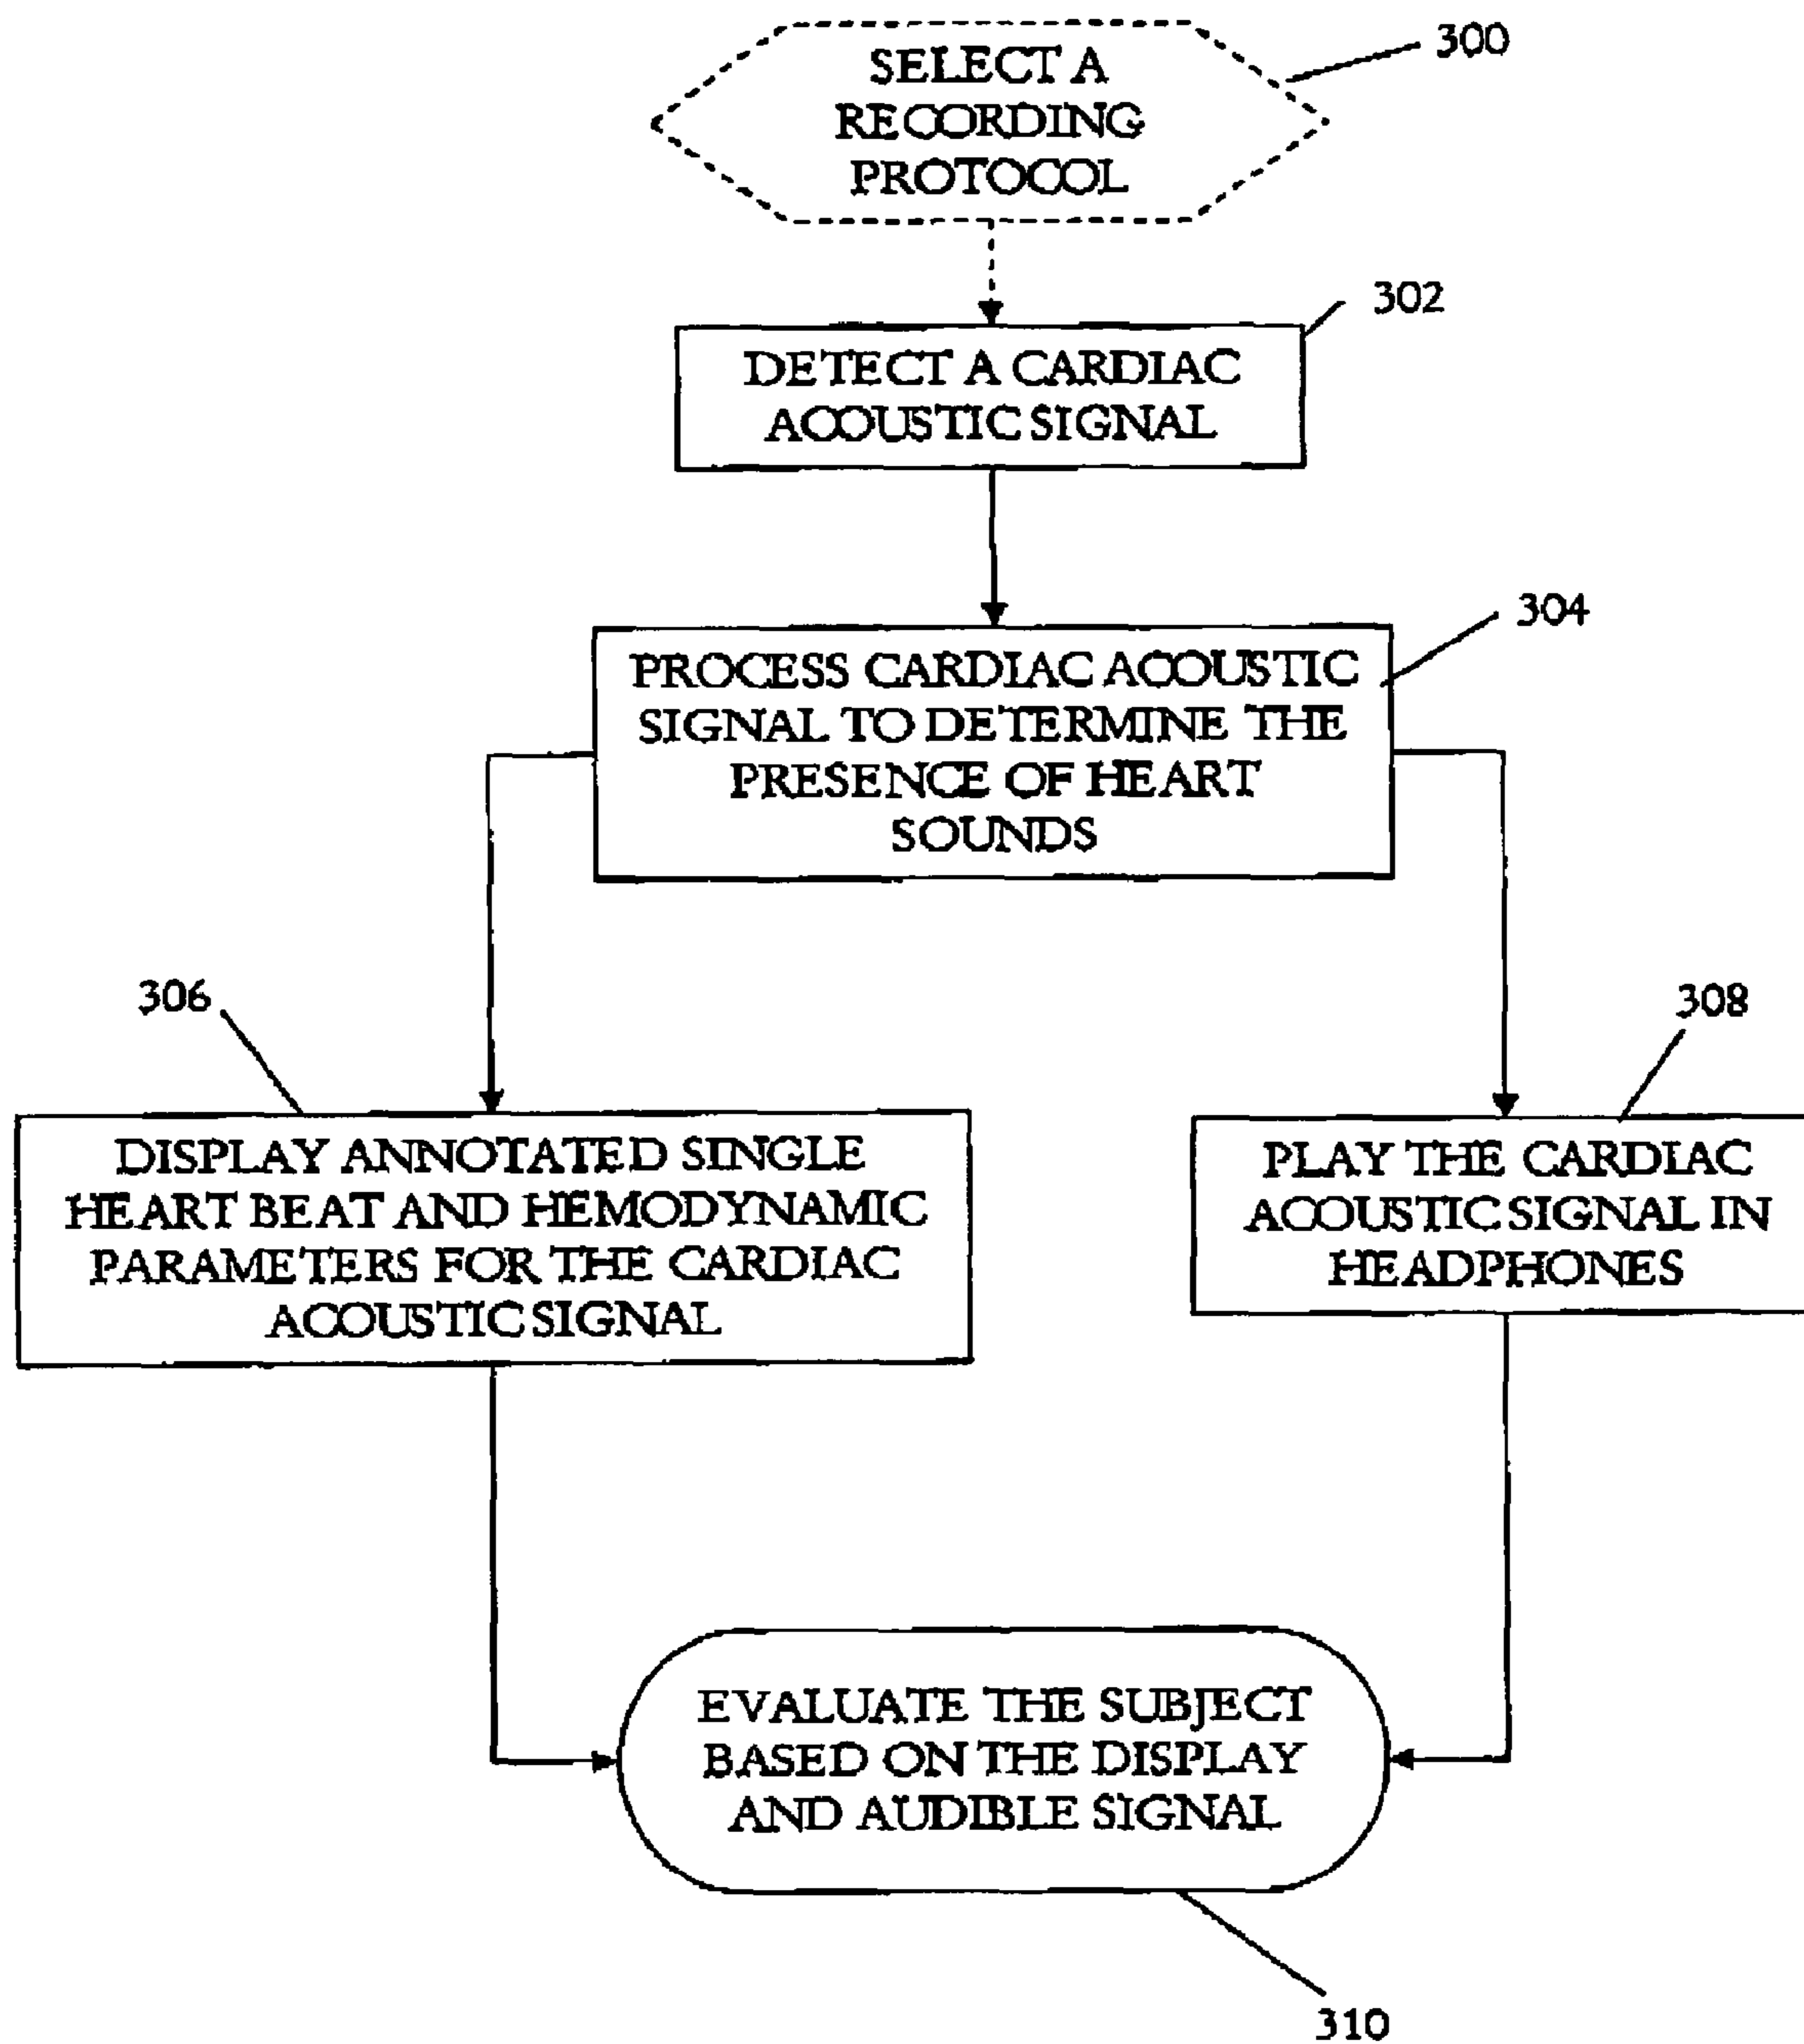 SELECT A
RECORDING
PROTOCOL
300
DETECT A CARDIAC
ACOUSTIC SIGNAL
302
PROCESS CARDIAC ACOUSTIC
SIGNAL TO DETERMINE THE
PRESENCE OF HEART
SOUNDS
304
306
DISPLAY ANNOTATED SINGLE
HEART BEAT AND HEMODYNAMIC
PARAMETERS FOR THE CARDIAC
ACOUSTIC SIGNAL
308
PLAY THE CARDIAC
ACOUSTIC SIGNAL IN
HEADPHONES
EVALUATE THE SUBJECT
BASED ON THE DISPLAY
AND AUDIBLE SIGNAL
310